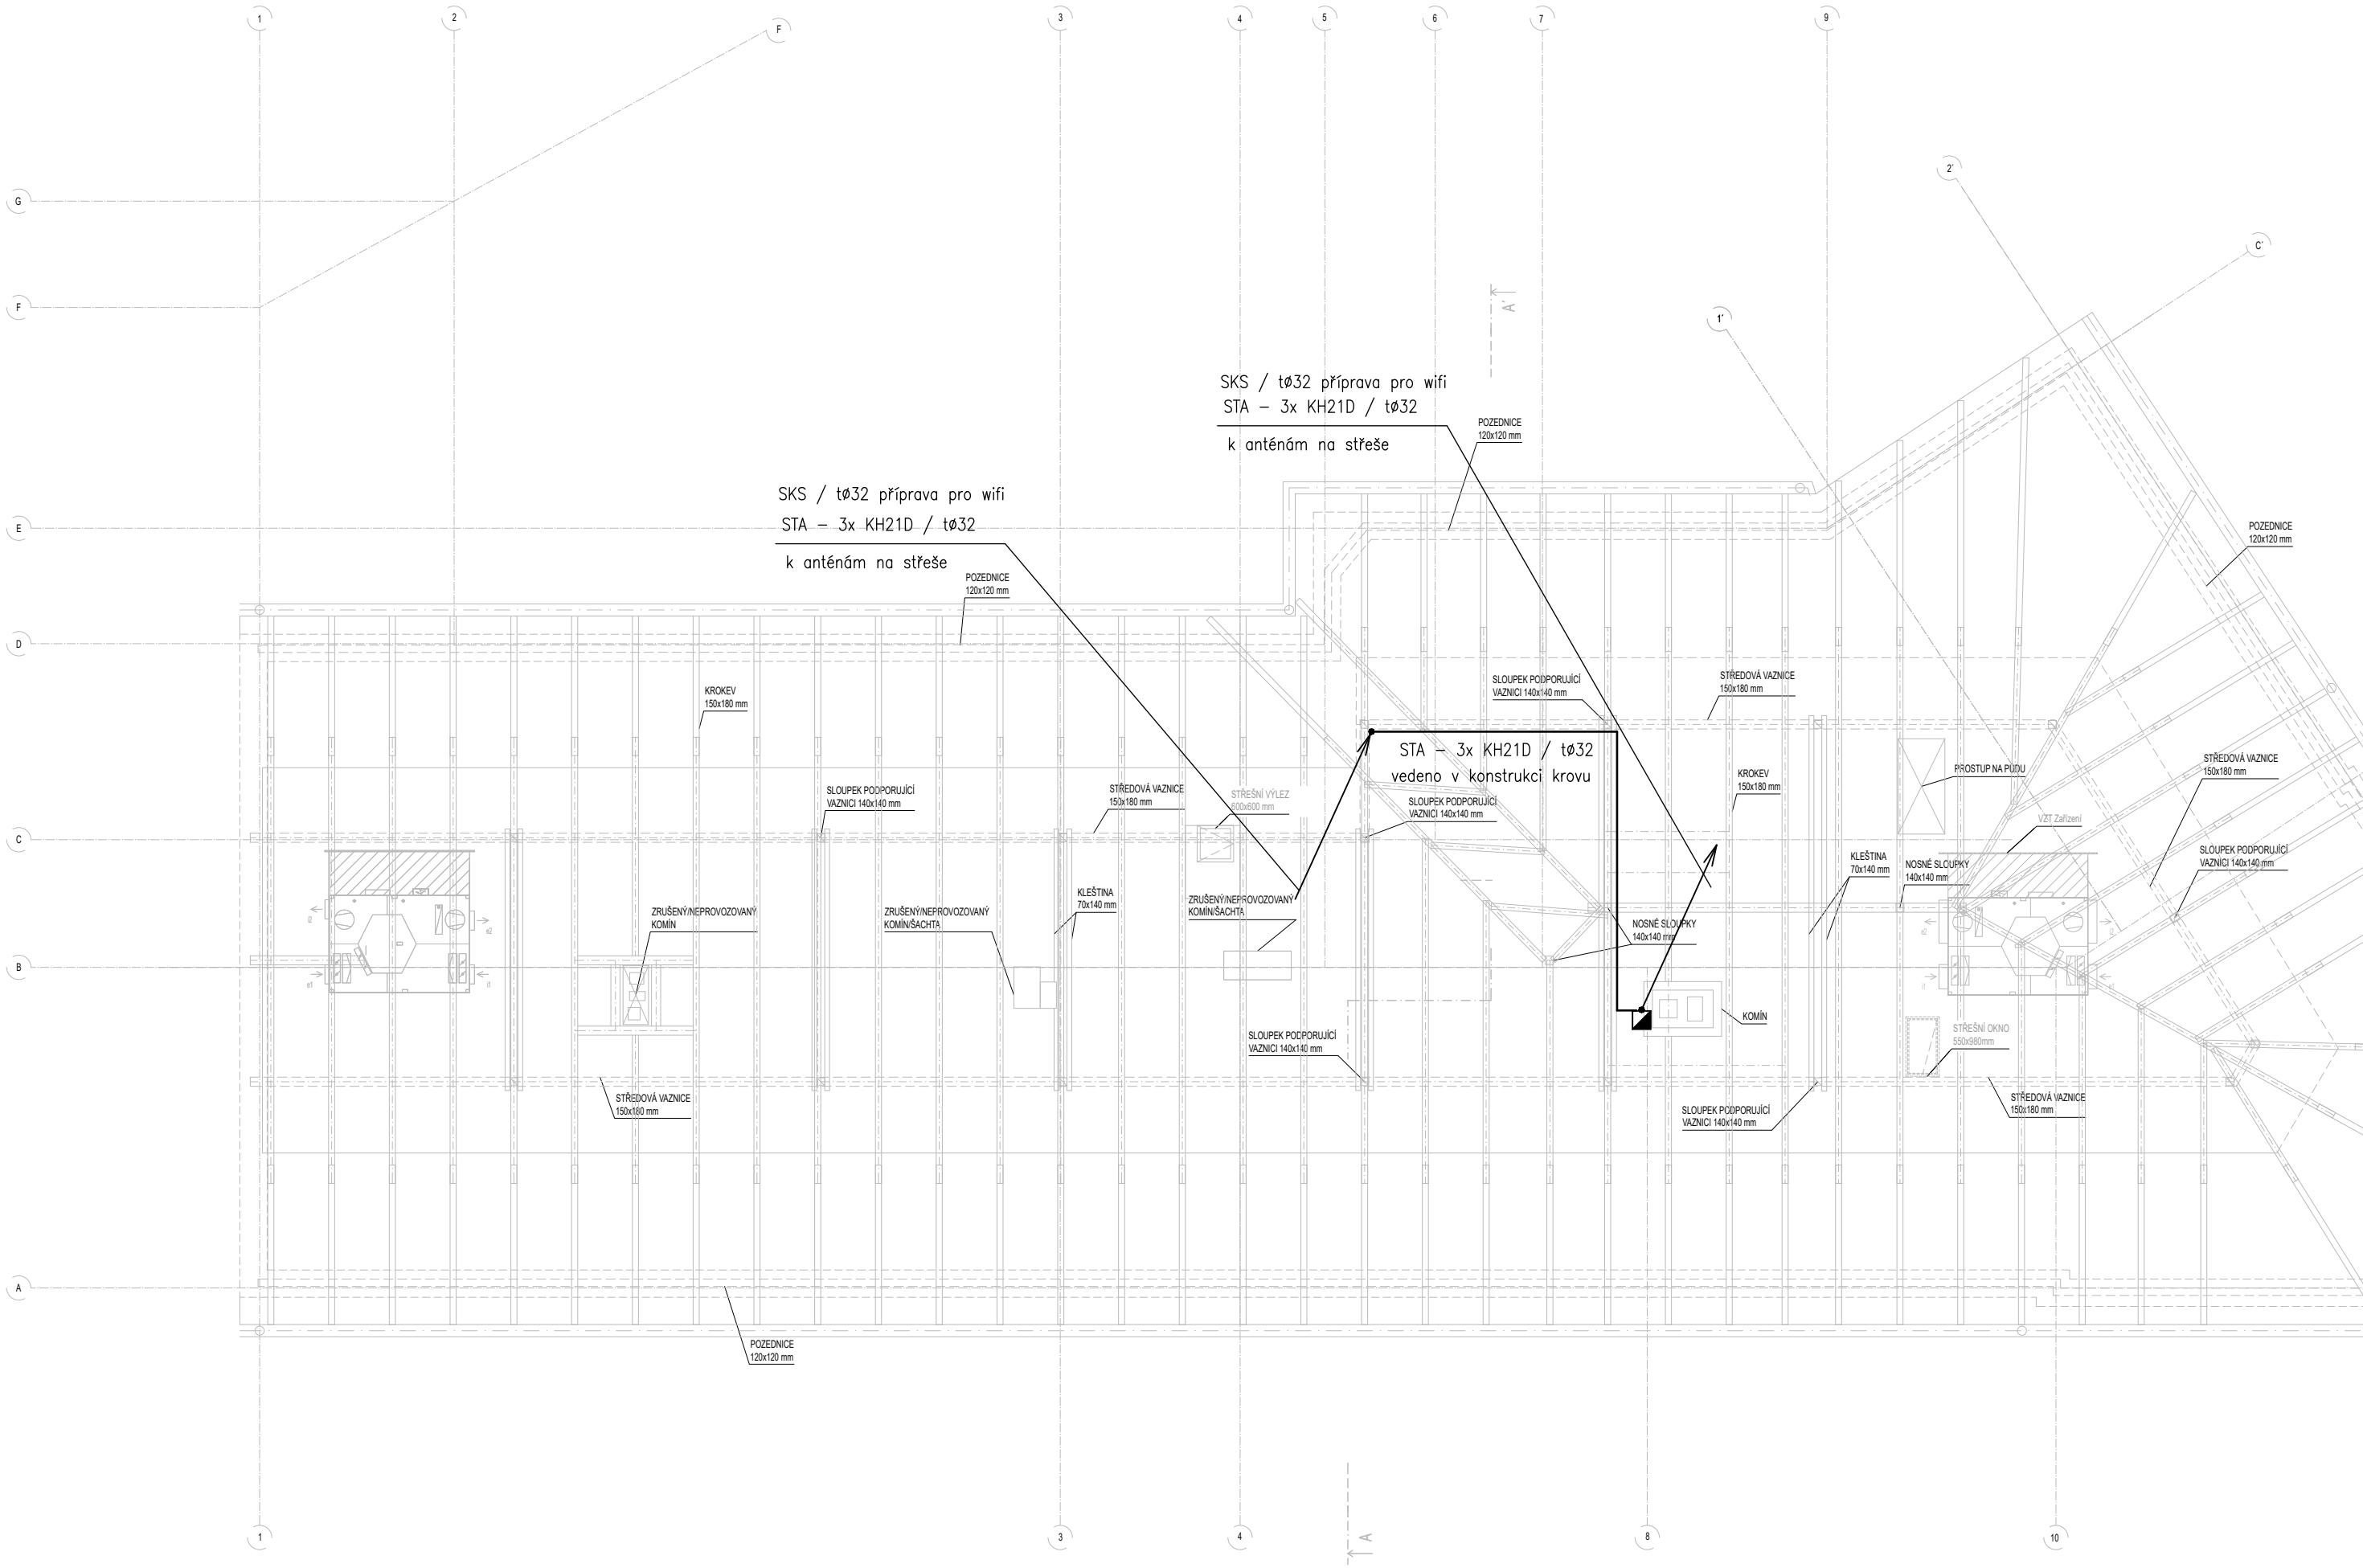 1
2
F
3
4
5
6
7
9
2´
G
C´
F
A´
1´
SKS / tø32 příprava pro wifi
STA - 3x KH21D / tø32
k anténám na střeše
POZEDNICE
120x120 mm
SKS / tø32 příprava pro wifi
STA - 3x KH21D / tø32
k anténám na střeše
E
POZEDNICE
120x120 mm
POZEDNICE
120x120 mm
D
KROKEV
150x180 mm
SLOUPEK PODPORUJÍCÍ
VAZNICI 140x140 mm
STŘEDOVÁ VAZNICE
150x180 mm
STA - 3x KH21D / tø32
vedeno v konstrukci krovu
SLOUPEK PODPORUJÍCÍ
VAZNICI 140x140 mm
STŘEDOVÁ VAZNICE
150x180 mm
STŘEŠNÍ VÝLEZ
600x600 mm
SLOUPEK PODPORUJÍCÍ
VAZNICI 140x140 mm
KROKEV
150x180 mm
PROSTUP NA PŮDU
STŘEDOVÁ VAZNICE
150x180 mm
C
VZT Zařízení
SLOUPEK PODPORUJÍCÍ
VAZNICI 140x140 mm
KLEŠTINA
70x140 mm
NOSNÉ SLOUPKY
140x140 mm
ZRUŠENÝ/NEPROVOZOVANÝ
KOMÍN
ZRUŠENÝ/NEPROVOZOVANÝ
KOMÍN/ŠACHTA
KLEŠTINA
70x140 mm
ZRUŠENÝ/NEPROVOZOVANÝ
KOMÍN/ŠACHTA
NOSNÉ SLOUPKY
140x140 mm
e2
i2
e1
i1
B
KOMÍN
SLOUPEK PODPORUJÍCÍ
VAZNICI 140x140 mm
STŘEŠNÍ OKNO
550x980mm
STŘEDOVÁ VAZNICE
150x180 mm
SLOUPEK PODPORUJÍCÍ
VAZNICI 140x140 mm
STŘEDOVÁ VAZNICE
150x180 mm
A
POZEDNICE
120x120 mm
1
3
4
A
8
10